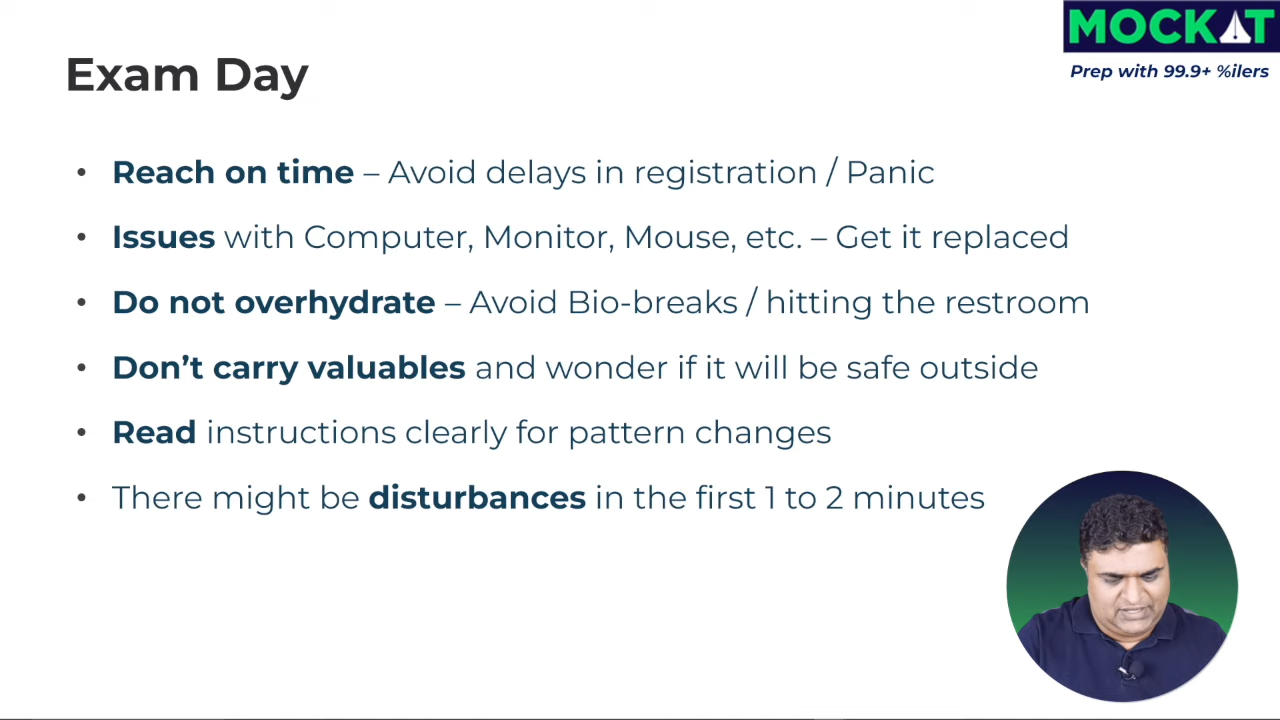 MOCKAT
Prep with 99.9+ %ilers
Exam Day
• Reach on time – Avoid delays in registration / Panic
• Issues with Computer, Monitor, Mouse, etc. – Get it replaced
• Do not overhydrate – Avoid Bio-breaks / hitting the restroom
• Don’t carry valuables and wonder if it will be safe outside
• Read instructions clearly for pattern changes
• There might be disturbances in the first 1 to 2 minutes